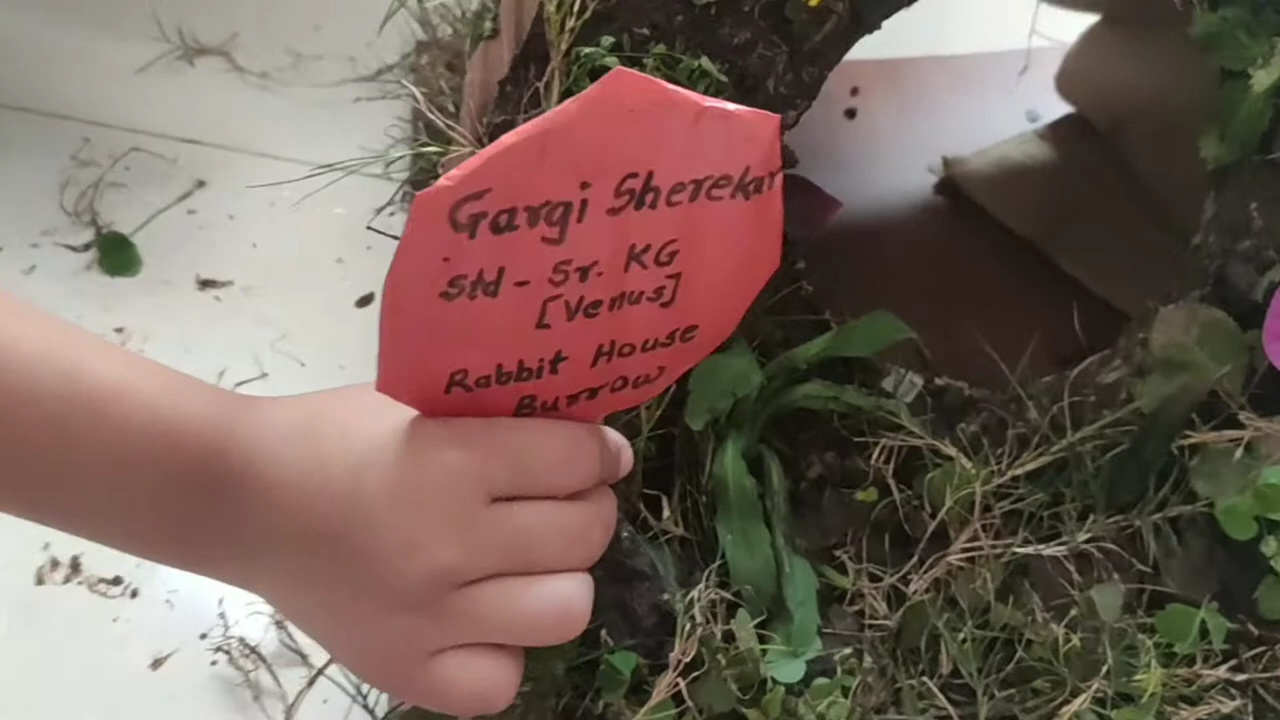 Gargi Sherekar
Std - Sr. KG
[Venus]
Rabbit House
Burrow